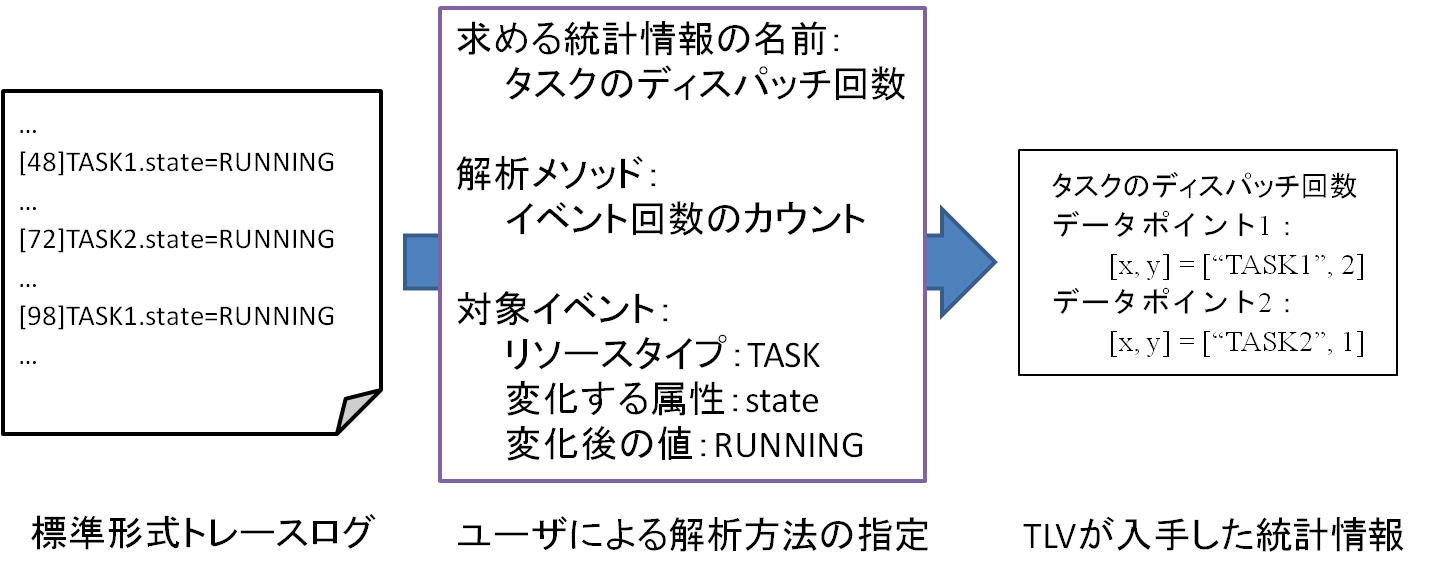 ...
[48]TASK1.state=RUNNING
...
[72]TASK2.state=RUNNING
...
[98]TASK1.state=RUNNING
...
標準形式トレースログ
求める統計情報の名前：
タスクのディスパッチ回数
解析メソッド：
イベント回数のカウント
対象イベント：
リソースタイプ：TASK
変化する属性：state
変化後の値：RUNNING
ユーザによる解析方法の指定
タスクのディスパッチ回数
データポイント1：
[x, y] = [“TASK1”, 2]
データポイント2：
[x, y] = [“TASK2”, 1]
TLVが入手した統計情報